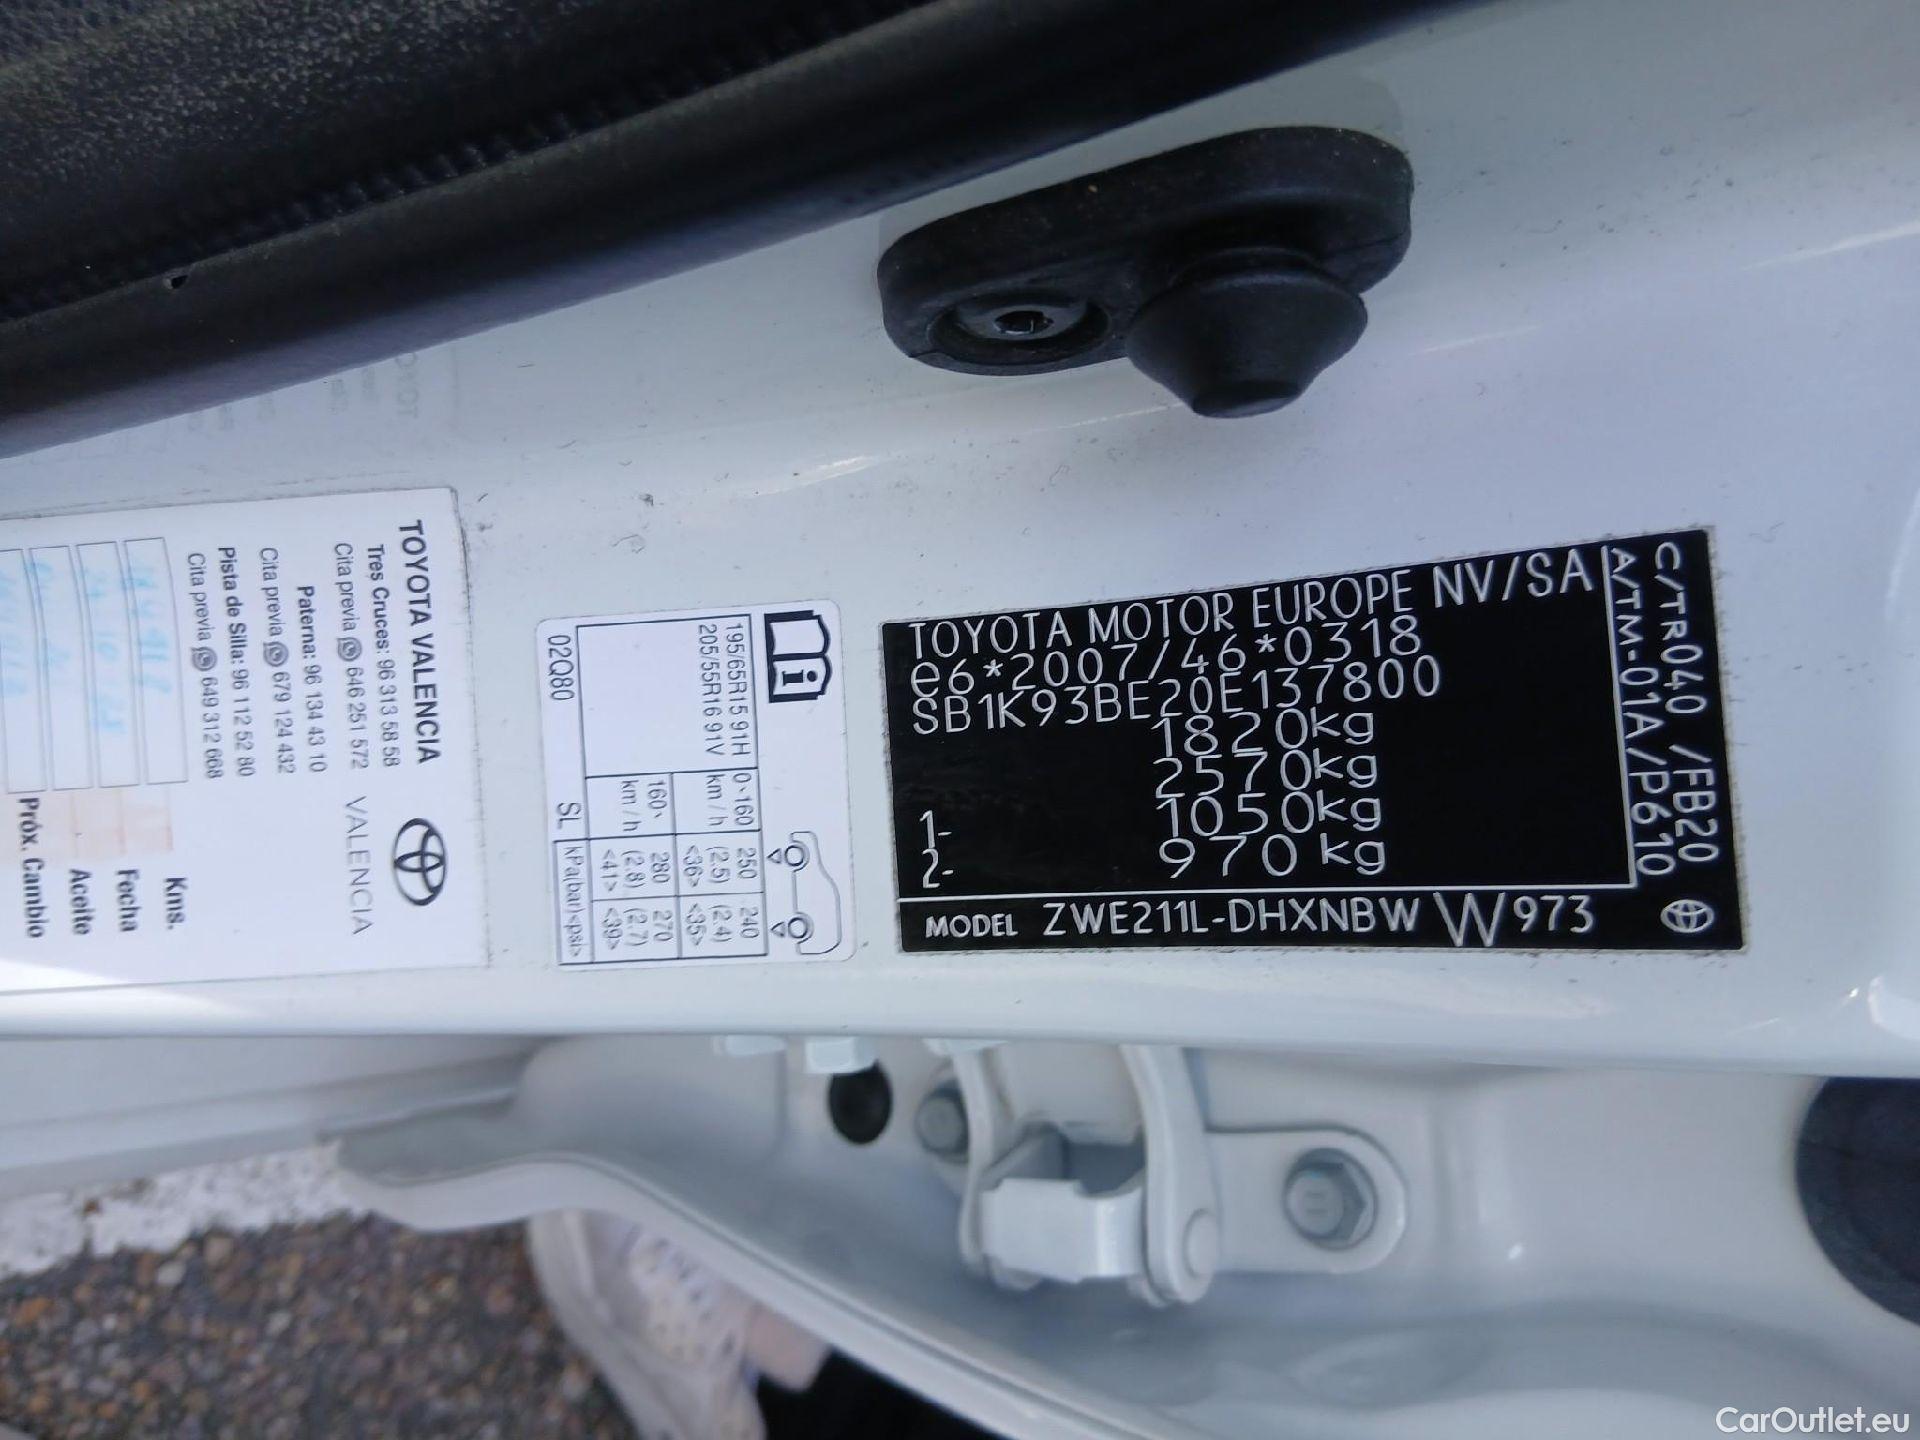 TOYOTA MOTOR EUROPE NV/SA
e6*2007/46*0318
SB1K93BE20E137800
1820kg
2570kg
1- 1050kg
2- 970kg
C/TR040 /FB20
A/TM-01A/P610
MODEL ZWE211L-DHXNBW W973
195/65R15 91H
205/55R16 91V
0~160 km/h
250 (2.5) <36>
240 (2.4) <35>
160~ km/h
280 (2.8) <41>
270 (2.7) <39>
02Q80 SL kPa(bar)<psi>
TOYOTA VALENCIA
Tres Cruces: 96 313 58 58
Cita previa 646 251 572
VALENCIA
Paterna: 96 134 43 10
Cita previa 679 124 432
Pista de Silla: 96 112 52 80
Cita previa 649 312 668
Kms.
Fecha
Aceite
Próx. Cambio
CarOutlet.eu